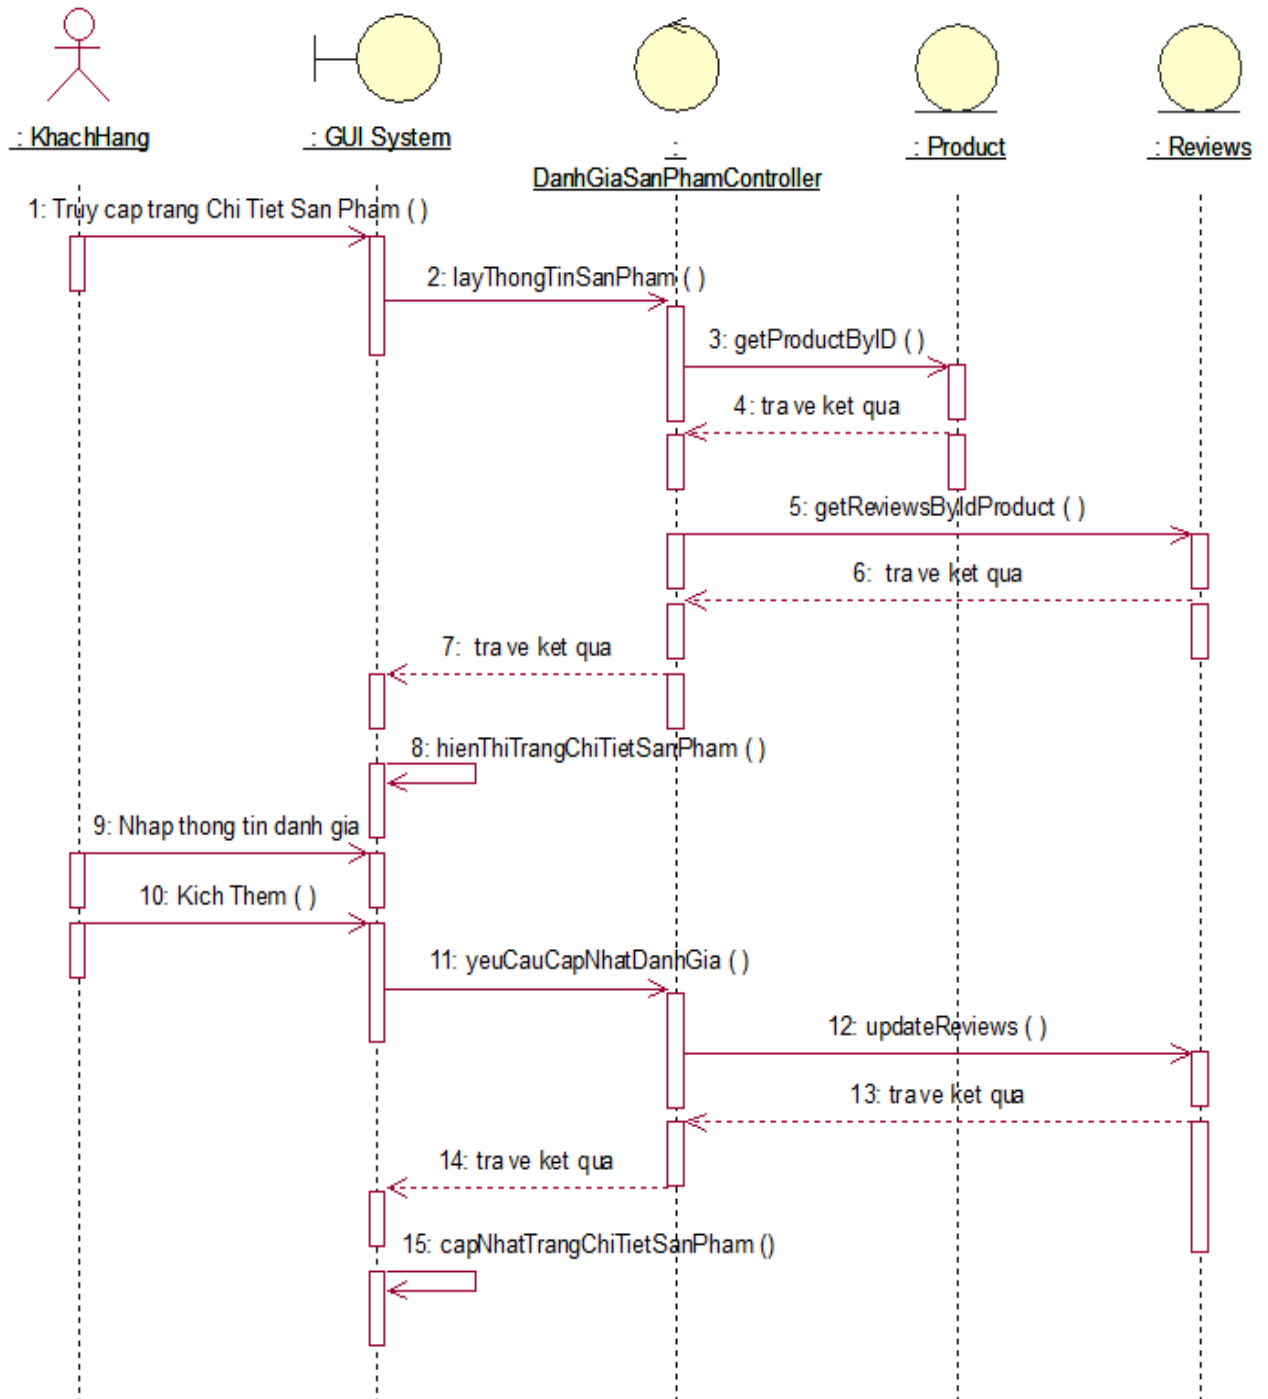 : KhachHang
: GUI System
:
DanhGiaSanPhamController
: Product
: Reviews
1: Truy cap trang Chi Tiet San Pham ( )
2: layThongTinSanPham ( )
3: getProductByID ( )
4: tra ve ket qua
5: getReviewsByIdProduct ( )
6: tra ve ket qua
7: tra ve ket qua
8: hienThiTrangChiTietSanPham ( )
9: Nhap thong tin danh gia
10: Kich Them ( )
11: yeuCauCapNhatDanhGia ( )
12: updateReviews ( )
13: tra ve ket qua
14: tra ve ket qua
15: capNhatTrangChiTietSanPham ()